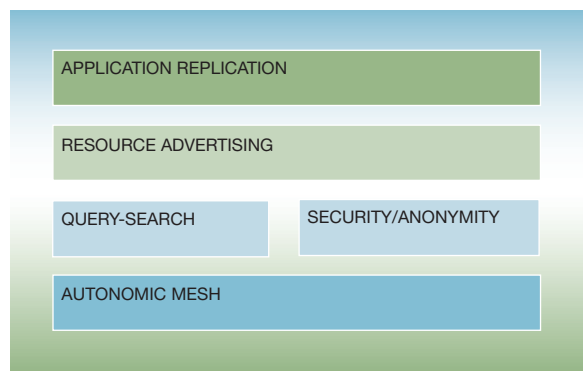 APPLICATION REPLICATION
RESOURCE ADVERTISING
QUERY-SEARCH
SECURITY/ANONYMITY
AUTONOMIC MESH